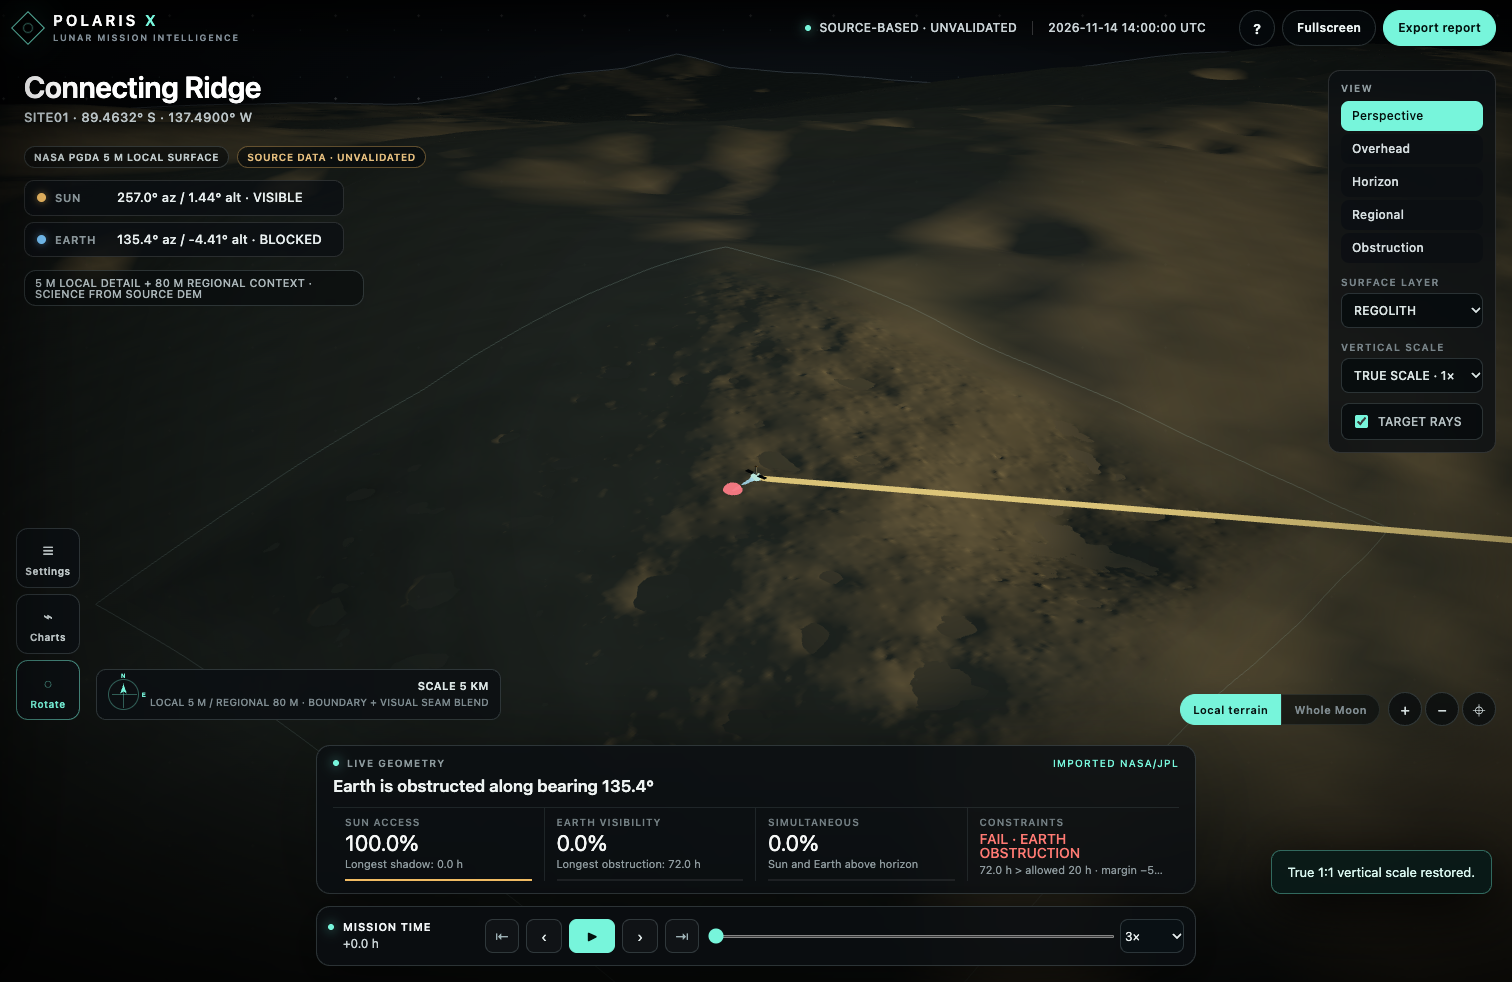 POLARIS X
LUNAR MISSION INTELLIGENCE
SOURCE-BASED · UNVALIDATED
2026-11-14 14:00:00 UTC
?
Fullscreen
Export report
Connecting Ridge
SITE01 · 89.4632° S · 137.4900° W
NASA PGDA 5 M LOCAL SURFACE
SOURCE DATA · UNVALIDATED
SUN 257.0° az / 1.44° alt · VISIBLE
EARTH 135.4° az / -4.41° alt · BLOCKED
5 M LOCAL DETAIL + 80 M REGIONAL CONTEXT ·
SCIENCE FROM SOURCE DEM
VIEW
Perspective
Overhead
Horizon
Regional
Obstruction
SURFACE LAYER
REGOLITH
VERTICAL SCALE
TRUE SCALE · 1×
TARGET RAYS
Settings
Charts
Rotate
N
E
SCALE 5 KM
LOCAL 5 M / REGIONAL 80 M · BOUNDARY + VISUAL SEAM BLEND
Local terrain
Whole Moon
+
−
LIVE GEOMETRY
IMPORTED NASA/JPL
Earth is obstructed along bearing 135.4°
SUN ACCESS
100.0%
Longest shadow: 0.0 h
EARTH VISIBILITY
0.0%
Longest obstruction: 72.0 h
SIMULTANEOUS
0.0%
Sun and Earth above horizon
CONSTRAINTS
FAIL · EARTH
OBSTRUCTION
72.0 h > allowed 20 h · margin −5...
True 1:1 vertical scale restored.
MISSION TIME
+0.0 h
3×